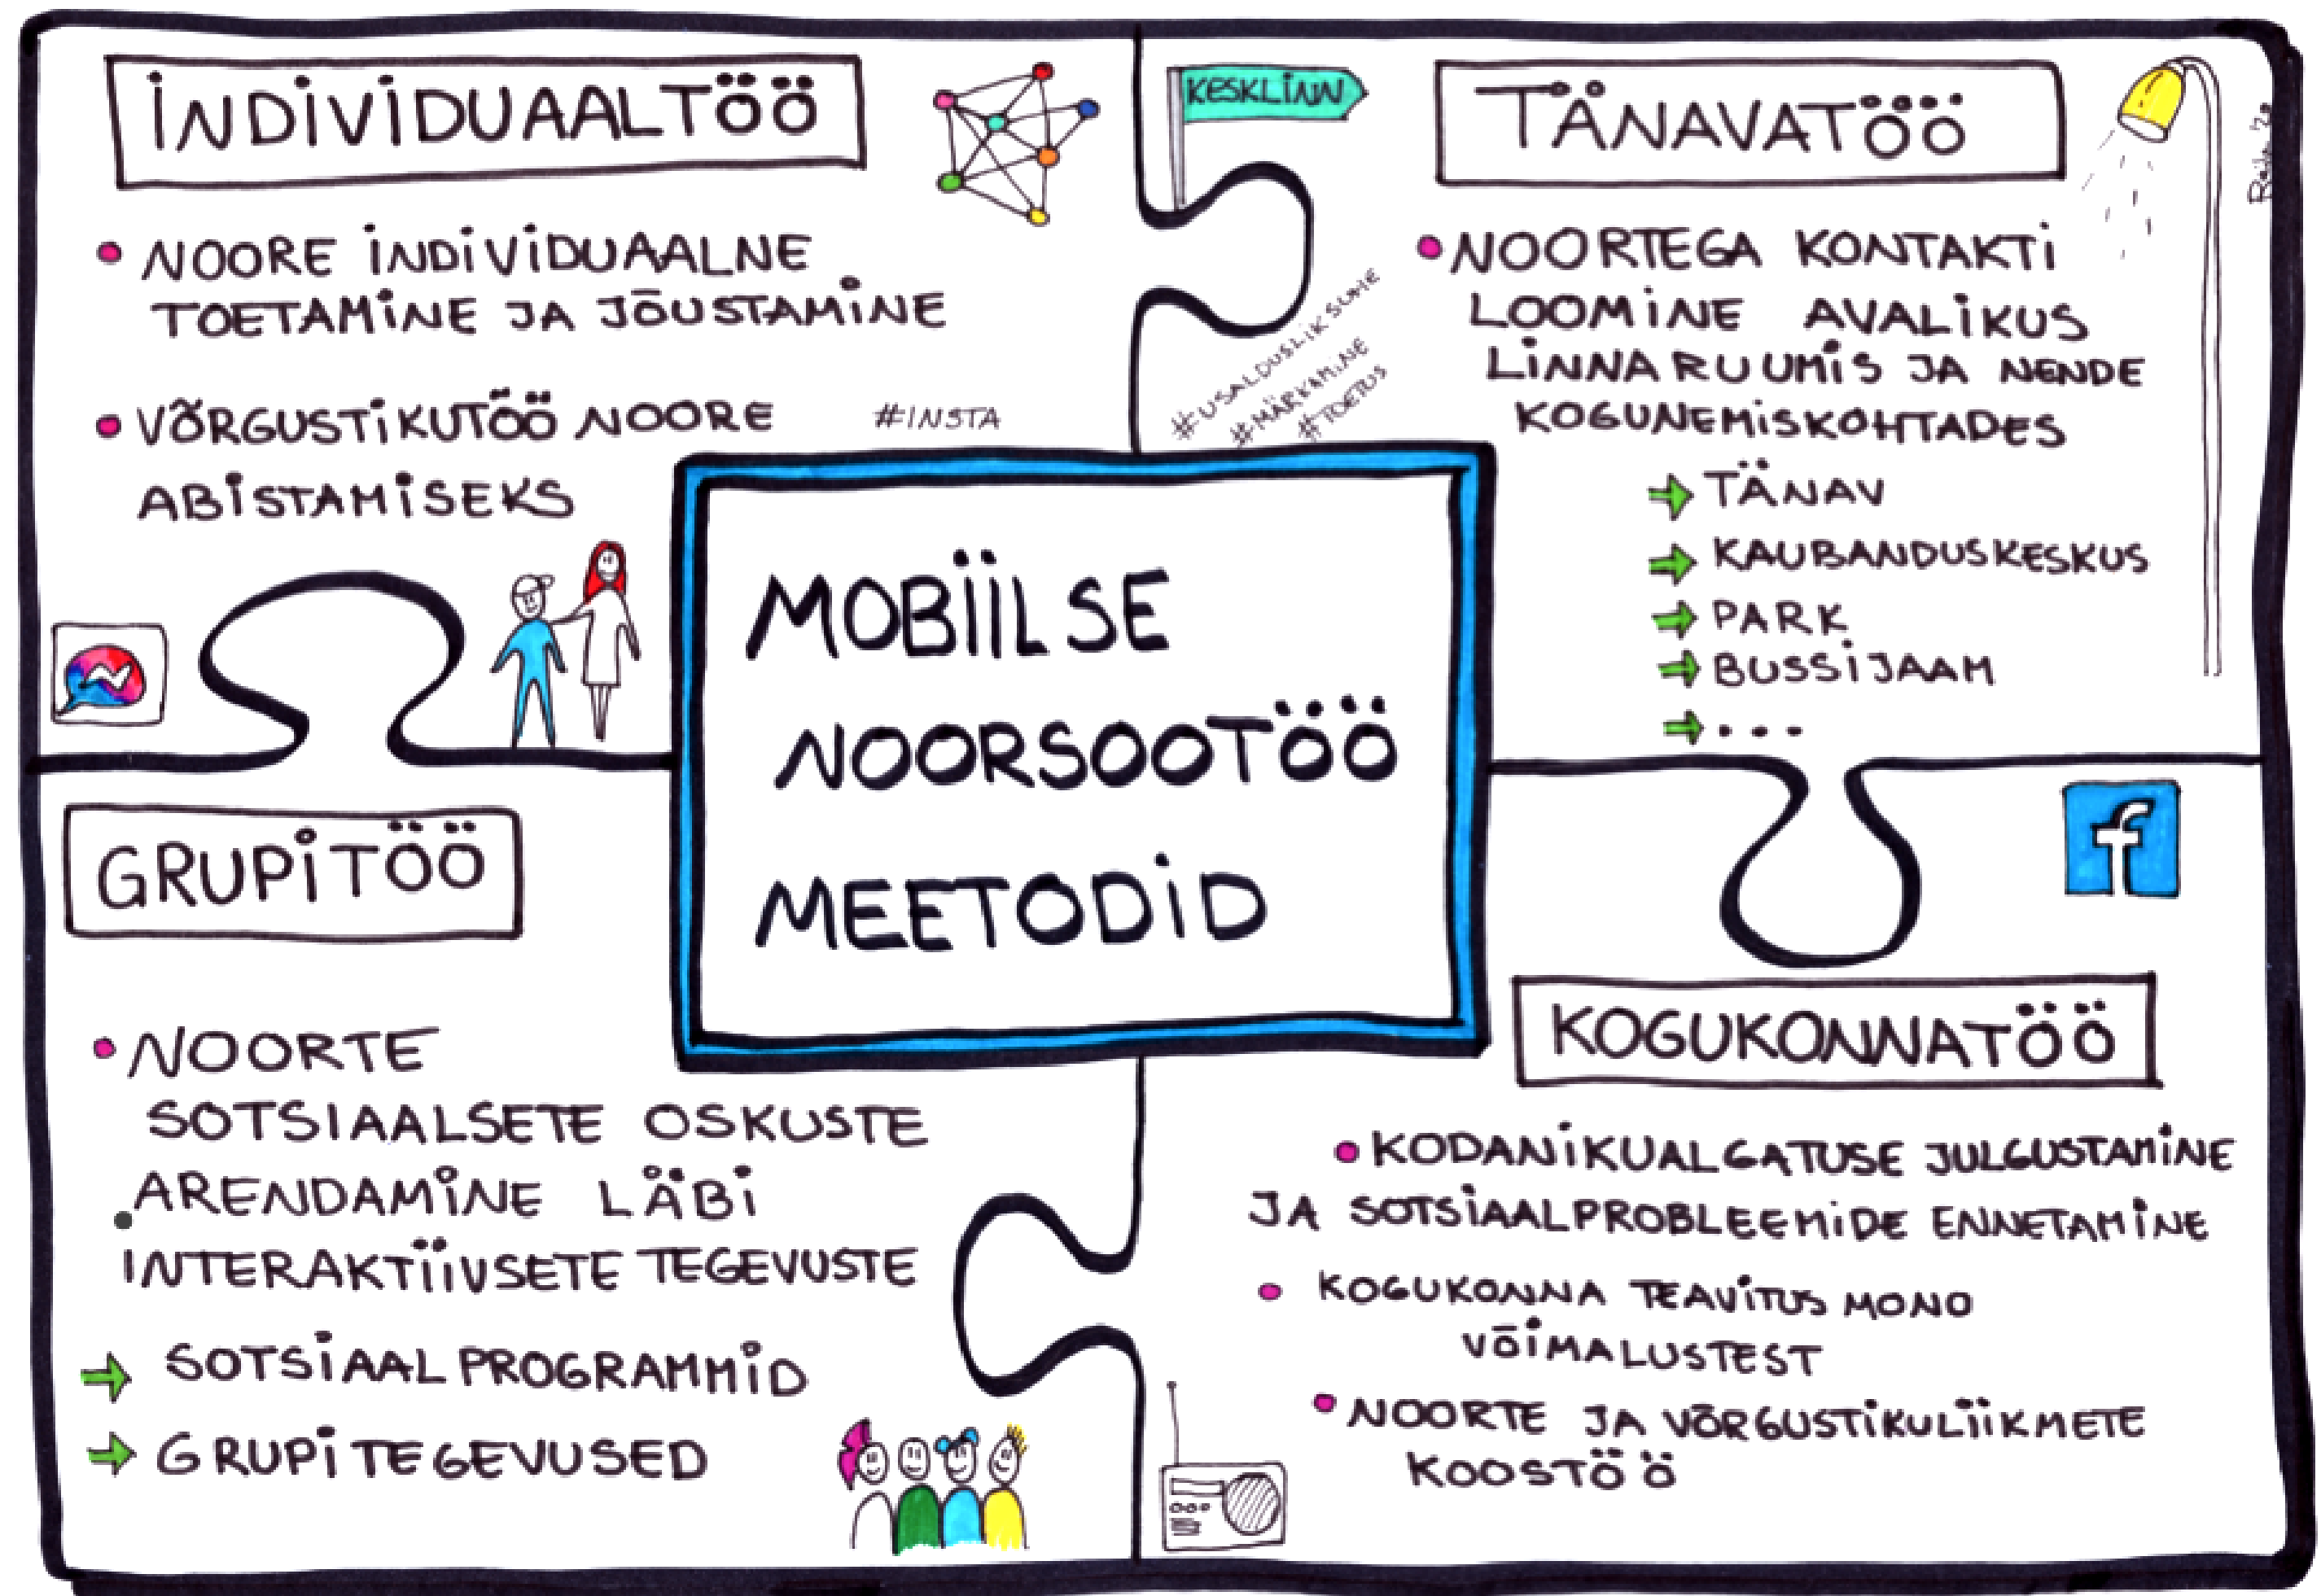 INDIVIDUAALTÖÖ
NOORE INDIVIDUAALNE
TOETAMINE JA JÕUSTAMINE
VÕRGUSTIKUTÖÖ NOORE
ABISTAMISEKS
#INSTA
KESKLINN
#USALDUSLIKSUHE
#MÄRKAMINE
#TOETUS
TÄNAVATÖÖ
NOORTEGA KONTAKTI
LOOMINE AVALIKUS
LINNARUUMIS JA NENDE
KOGUNEMISKOHTADES
TÄNAV
KAUBANDUSKESKUS
PARK
BUSSIJAAM
...
MOBIILSE
NOORSOOTÖÖ
MEETODID
GRUPITÖÖ
NOORTE
SOTSIAALSETE OSKUSTE
ARENDAMINE LÄBI
INTERAKTIIVSETE TEGEVUSTE
SOTSIAALPROGRAMMID
GRUPITEGEVUSED
f
KOGUKONNATÖÖ
KODANIKUALGATUSE JULGUSTAMINE
JA SOTSIAALPROBLEEMIDE ENNETAMINE
KOGUKONNA TEAVITUS MONO
VÕIMALUSTEST
NOORTE JA VÕRGUSTIKULIIKMETE
KOOSTÖÖ